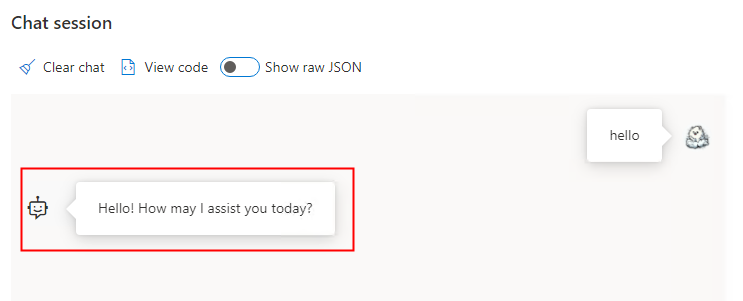 Chat session
Clear chat View code Show raw JSON
hello
Hello! How may I assist you today?